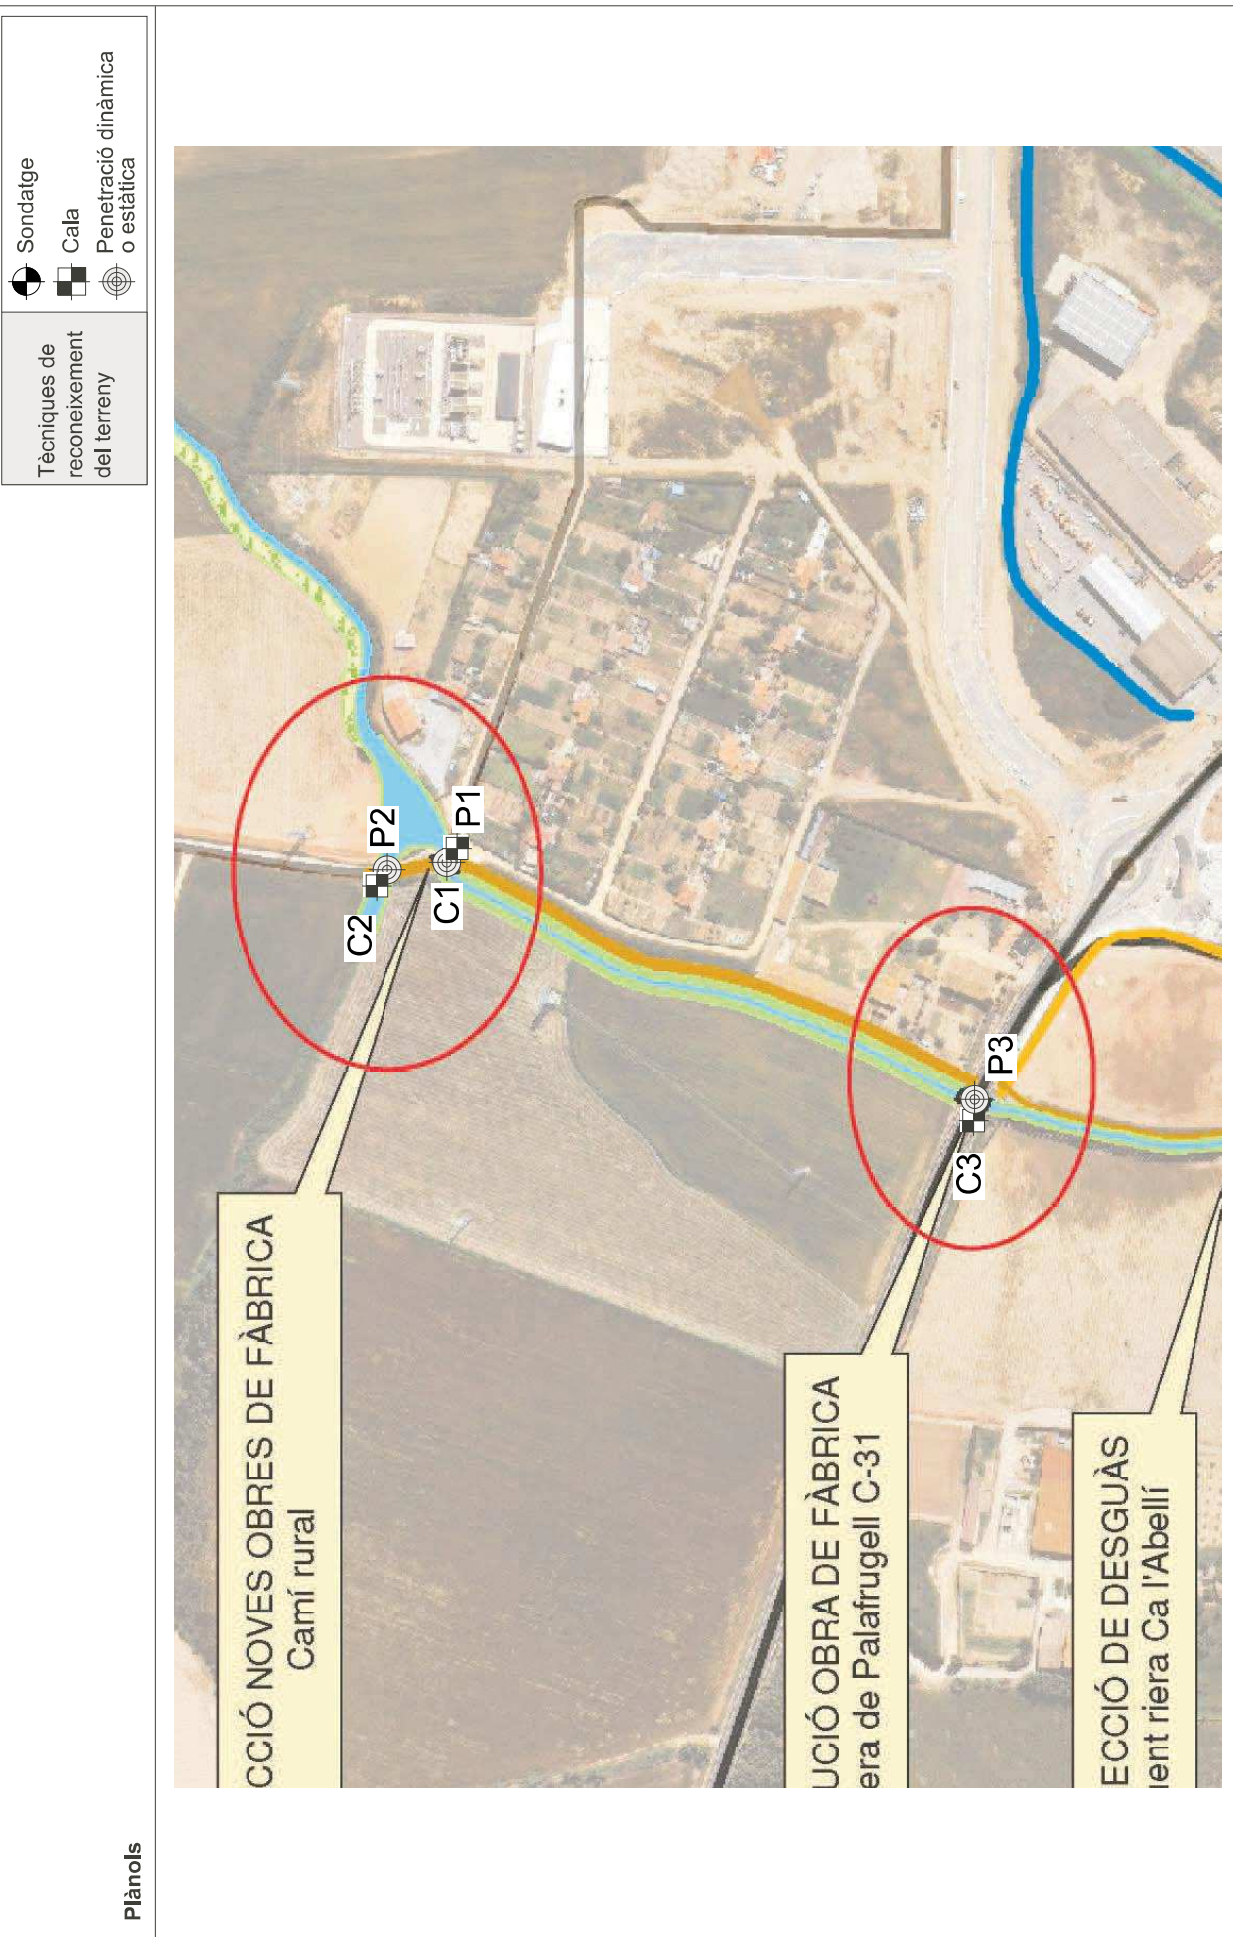 Plànols
Tècniques de
reconeixement
del terreny
Sondatge
Cala
Penetració dinàmica
o estàtica
CCIÓ NOVES OBRES DE FÀBRICA
Camí rural
C2
P2
C1
P1
UCIÓ OBRA DE FÀBRICA
era de Palafrugell C-31
C3
P3
ECCIÓ DE DESGUÀS
ent riera Ca l'Abellí